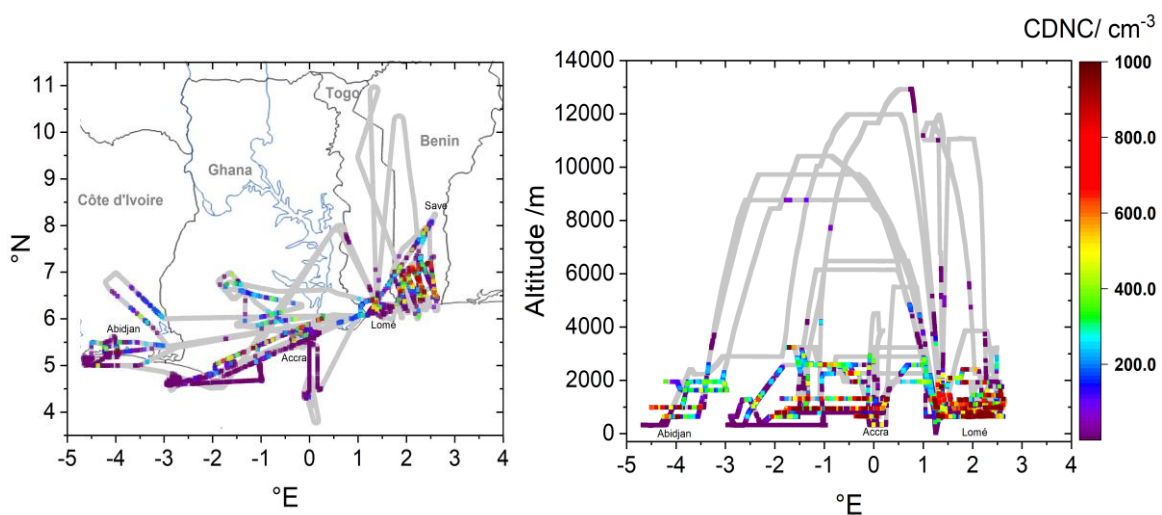 CDNC/ cm-3
11
10
9
8
7
6
5
4
°N
Togo
Benin
Ghana
Côte d'Ivoire
Save
Abidjan
Lomé
Accra
-5 -4 -3 -2 -1 0 1 2 3 4
°E
14000
12000
10000
8000
6000
4000
2000
0
Altitude /m
Abidjan Accra Lomé
-5 -4 -3 -2 -1 0 1 2 3 4
°E
1000
800.0
600.0
400.0
200.0